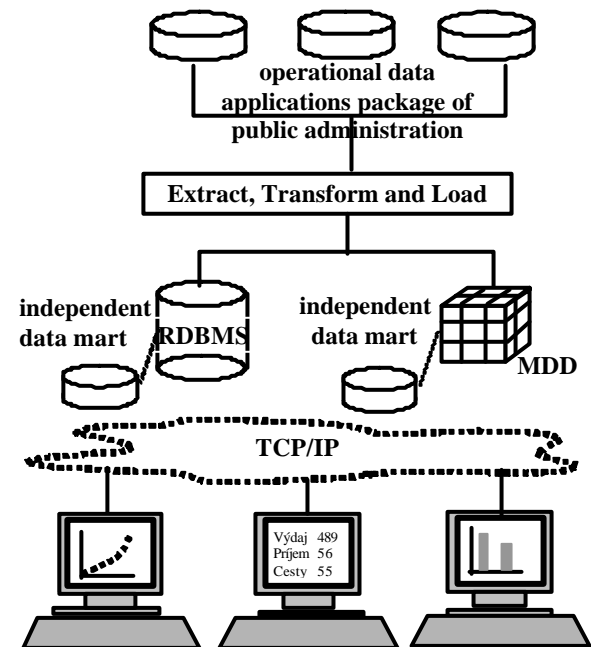 operational data
applications package of
public administration
Extract, Transform and Load
independent
data mart
RDBMS
independent
data mart
MDD
TCP/IP
Výdaj 489
Príjem 56
Cesty 55